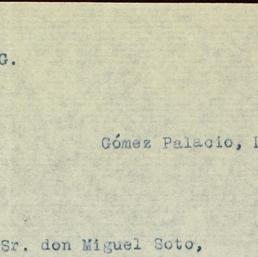 G.
Gómez Palacio,
Sr. don Miguel Soto,